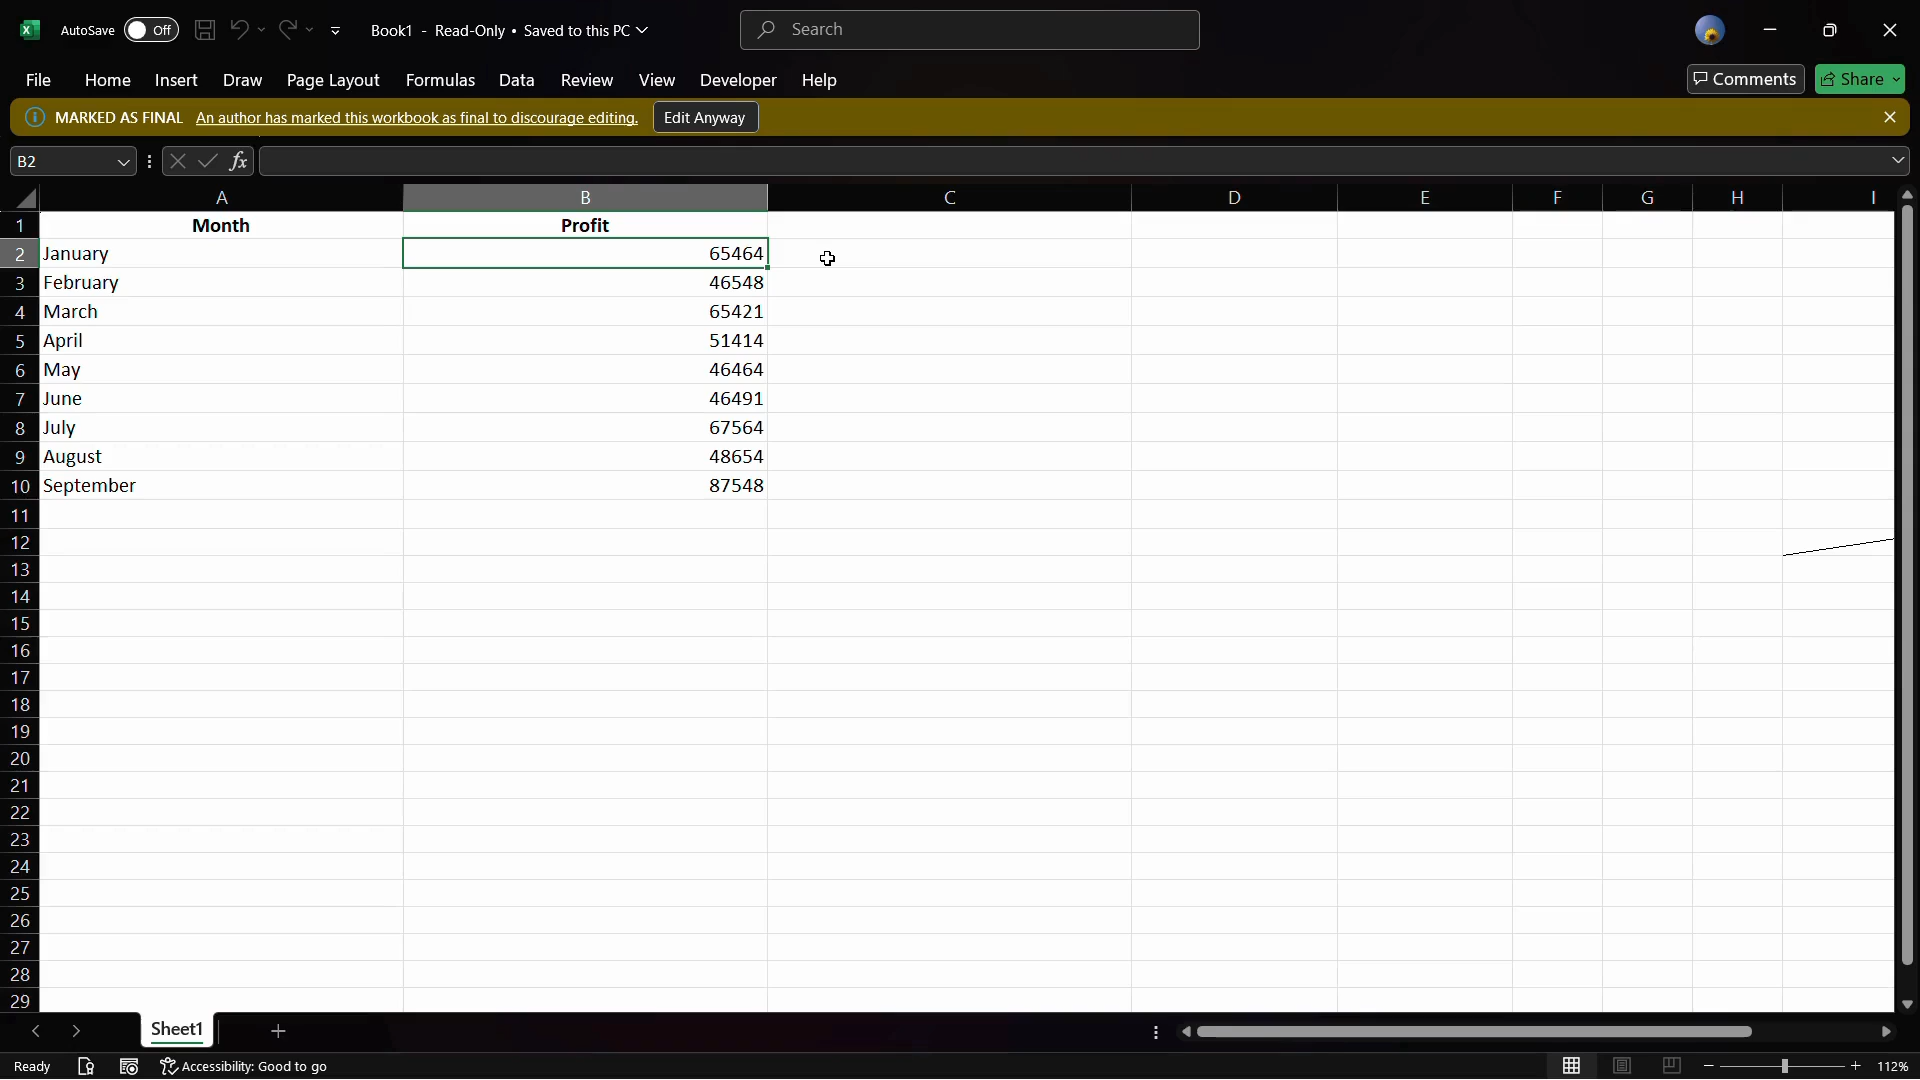 AutoSave Off Book1 - Read-Only • Saved to this PC Search
File Home Insert Draw Page Layout Formulas Data Review View Developer Help Comments Share
MARKED AS FINAL An author has marked this workbook as final to discourage editing. Edit Anyway
B2 fx
A B C D E F G H I
1 Month Profit
2 January 65464
3 February 46548
4 March 65421
5 April 51414
6 May 46464
7 June 46491
8 July 67564
9 August 48654
10 September 87548
11
12
13
14
15
16
17
18
19
20
21
22
23
24
25
26
27
28
29
Sheet1
Ready Accessibility: Good to go 112%